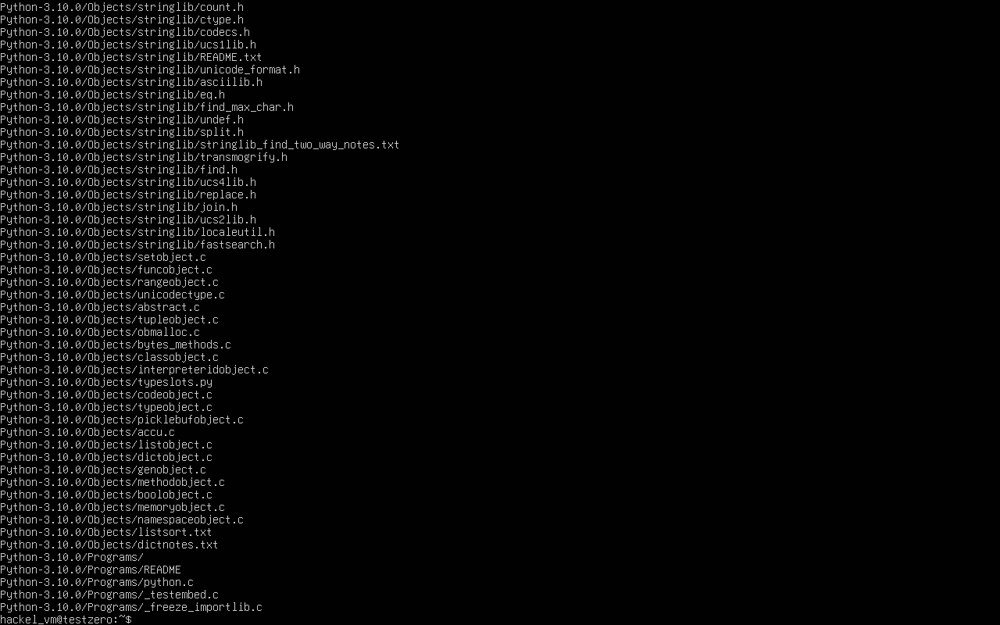 Python-3.10.0/Objects/stringlib/count.h
Python-3.10.0/Objects/stringlib/ctype.h
Python-3.10.0/Objects/stringlib/codecs.h
Python-3.10.0/Objects/stringlib/ucs1lib.h
Python-3.10.0/Objects/stringlib/README.txt
Python-3.10.0/Objects/stringlib/unicode_format.h
Python-3.10.0/Objects/stringlib/asciilib.h
Python-3.10.0/Objects/stringlib/eq.h
Python-3.10.0/Objects/stringlib/find_max_char.h
Python-3.10.0/Objects/stringlib/undef.h
Python-3.10.0/Objects/stringlib/split.h
Python-3.10.0/Objects/stringlib/stringlib_find_two_way_notes.txt
Python-3.10.0/Objects/stringlib/transmogrify.h
Python-3.10.0/Objects/stringlib/find.h
Python-3.10.0/Objects/stringlib/ucs4lib.h
Python-3.10.0/Objects/stringlib/replace.h
Python-3.10.0/Objects/stringlib/join.h
Python-3.10.0/Objects/stringlib/ucs2lib.h
Python-3.10.0/Objects/stringlib/localeutil.h
Python-3.10.0/Objects/stringlib/fastsearch.h
Python-3.10.0/Objects/setobject.c
Python-3.10.0/Objects/funcobject.c
Python-3.10.0/Objects/rangeobject.c
Python-3.10.0/Objects/unicodectype.c
Python-3.10.0/Objects/abstract.c
Python-3.10.0/Objects/tupleobject.c
Python-3.10.0/Objects/obmalloc.c
Python-3.10.0/Objects/bytes_methods.c
Python-3.10.0/Objects/classobject.c
Python-3.10.0/Objects/interpreteridobject.c
Python-3.10.0/Objects/typeslots.py
Python-3.10.0/Objects/codeobject.c
Python-3.10.0/Objects/typeobject.c
Python-3.10.0/Objects/picklebufobject.c
Python-3.10.0/Objects/accu.c
Python-3.10.0/Objects/listobject.c
Python-3.10.0/Objects/dictobject.c
Python-3.10.0/Objects/genobject.c
Python-3.10.0/Objects/methodobject.c
Python-3.10.0/Objects/boolobject.c
Python-3.10.0/Objects/memoryobject.c
Python-3.10.0/Objects/namespaceobject.c
Python-3.10.0/Objects/listsort.txt
Python-3.10.0/Objects/dictnotes.txt
Python-3.10.0/Programs/
Python-3.10.0/Programs/README
Python-3.10.0/Programs/python.c
Python-3.10.0/Programs/_testembed.c
Python-3.10.0/Programs/_freeze_importlib.c
hackel_vm@testzero:~$